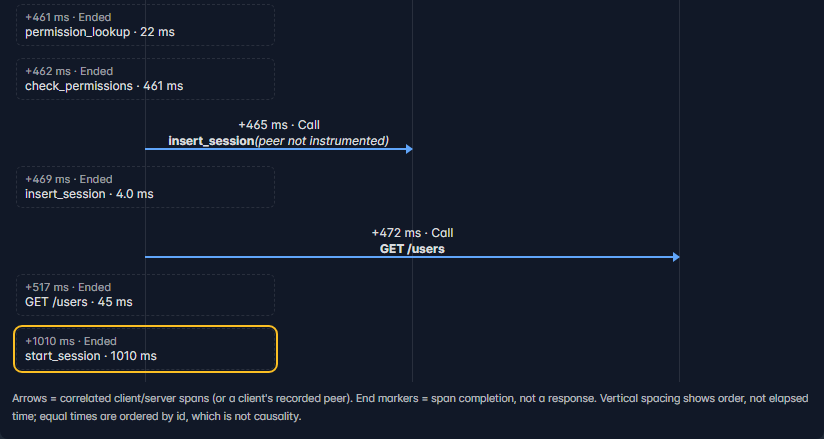 +461 ms · Ended
permission_lookup · 22 ms
+462 ms · Ended
check_permissions · 461 ms
+465 ms · Call
insert_session(peer not instrumented)
+469 ms · Ended
insert_session · 4.0 ms
+472 ms · Call
GET /users
+517 ms · Ended
GET /users · 45 ms
+1010 ms · Ended
start_session · 1010 ms
Arrows = correlated client/server spans (or a client's recorded peer). End markers = span completion, not a response. Vertical spacing shows order, not elapsed
time; equal times are ordered by id, which is not causality.